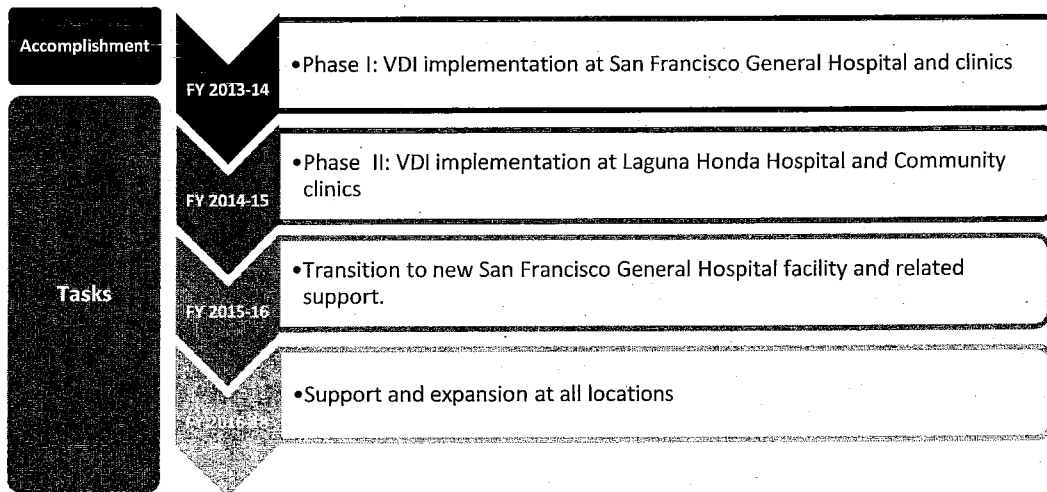 Accomplishment
FY 2013-14
•Phase I: VDI implementation at San Francisco General Hospital and clinics
Tasks
FY 2014-15
•Phase II: VDI implementation at Laguna Honda Hospital and Community
clinics
FY 2015-16
•Transition to new San Francisco General Hospital facility and related
support.
•Support and expansion at all locations